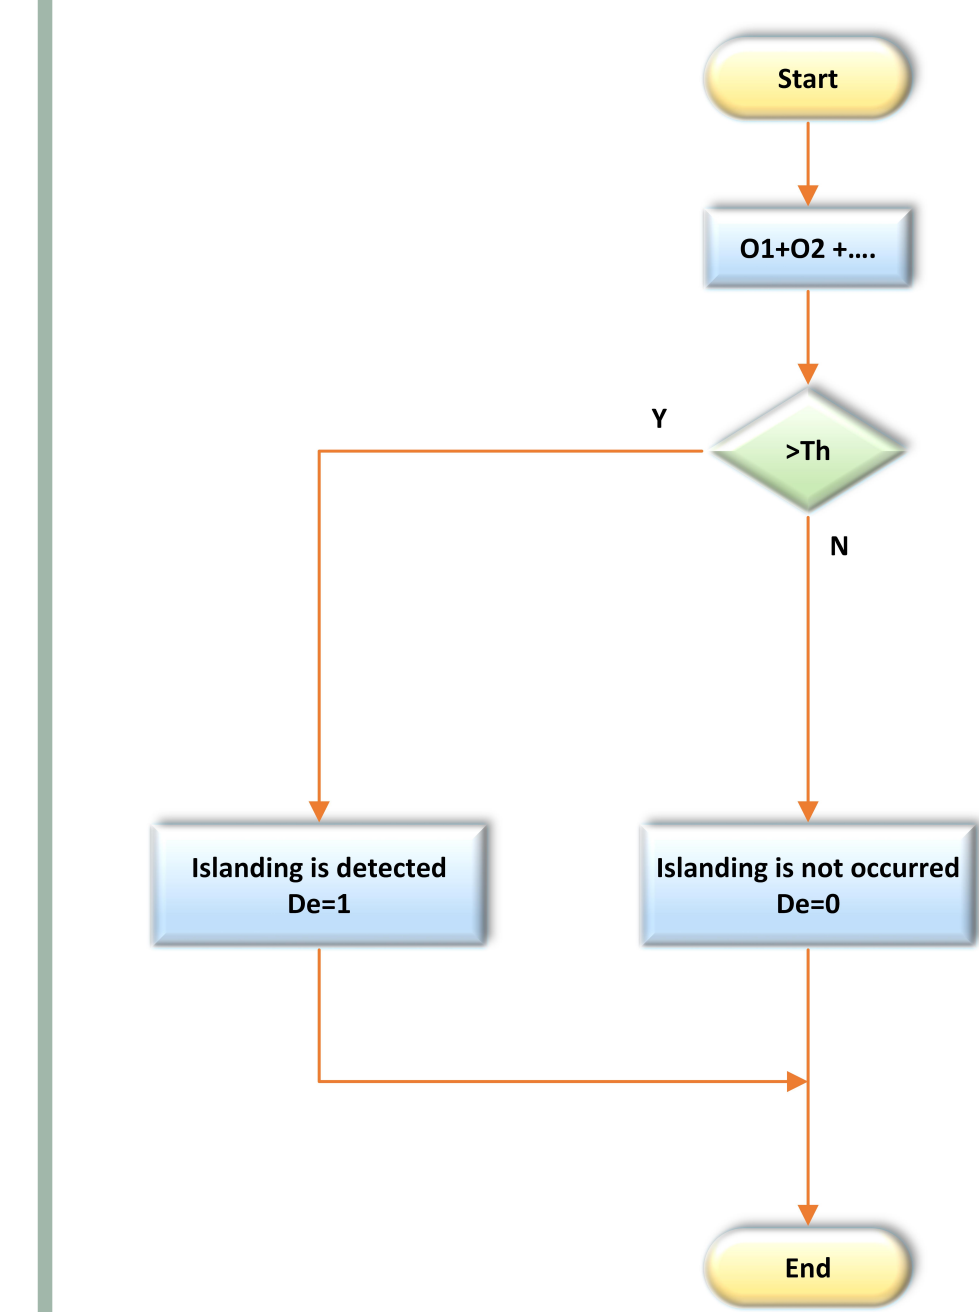 Start
O1+O2 +....
>Th
Y
N
Islanding is detected
De=1
Islanding is not occurred
De=0
End